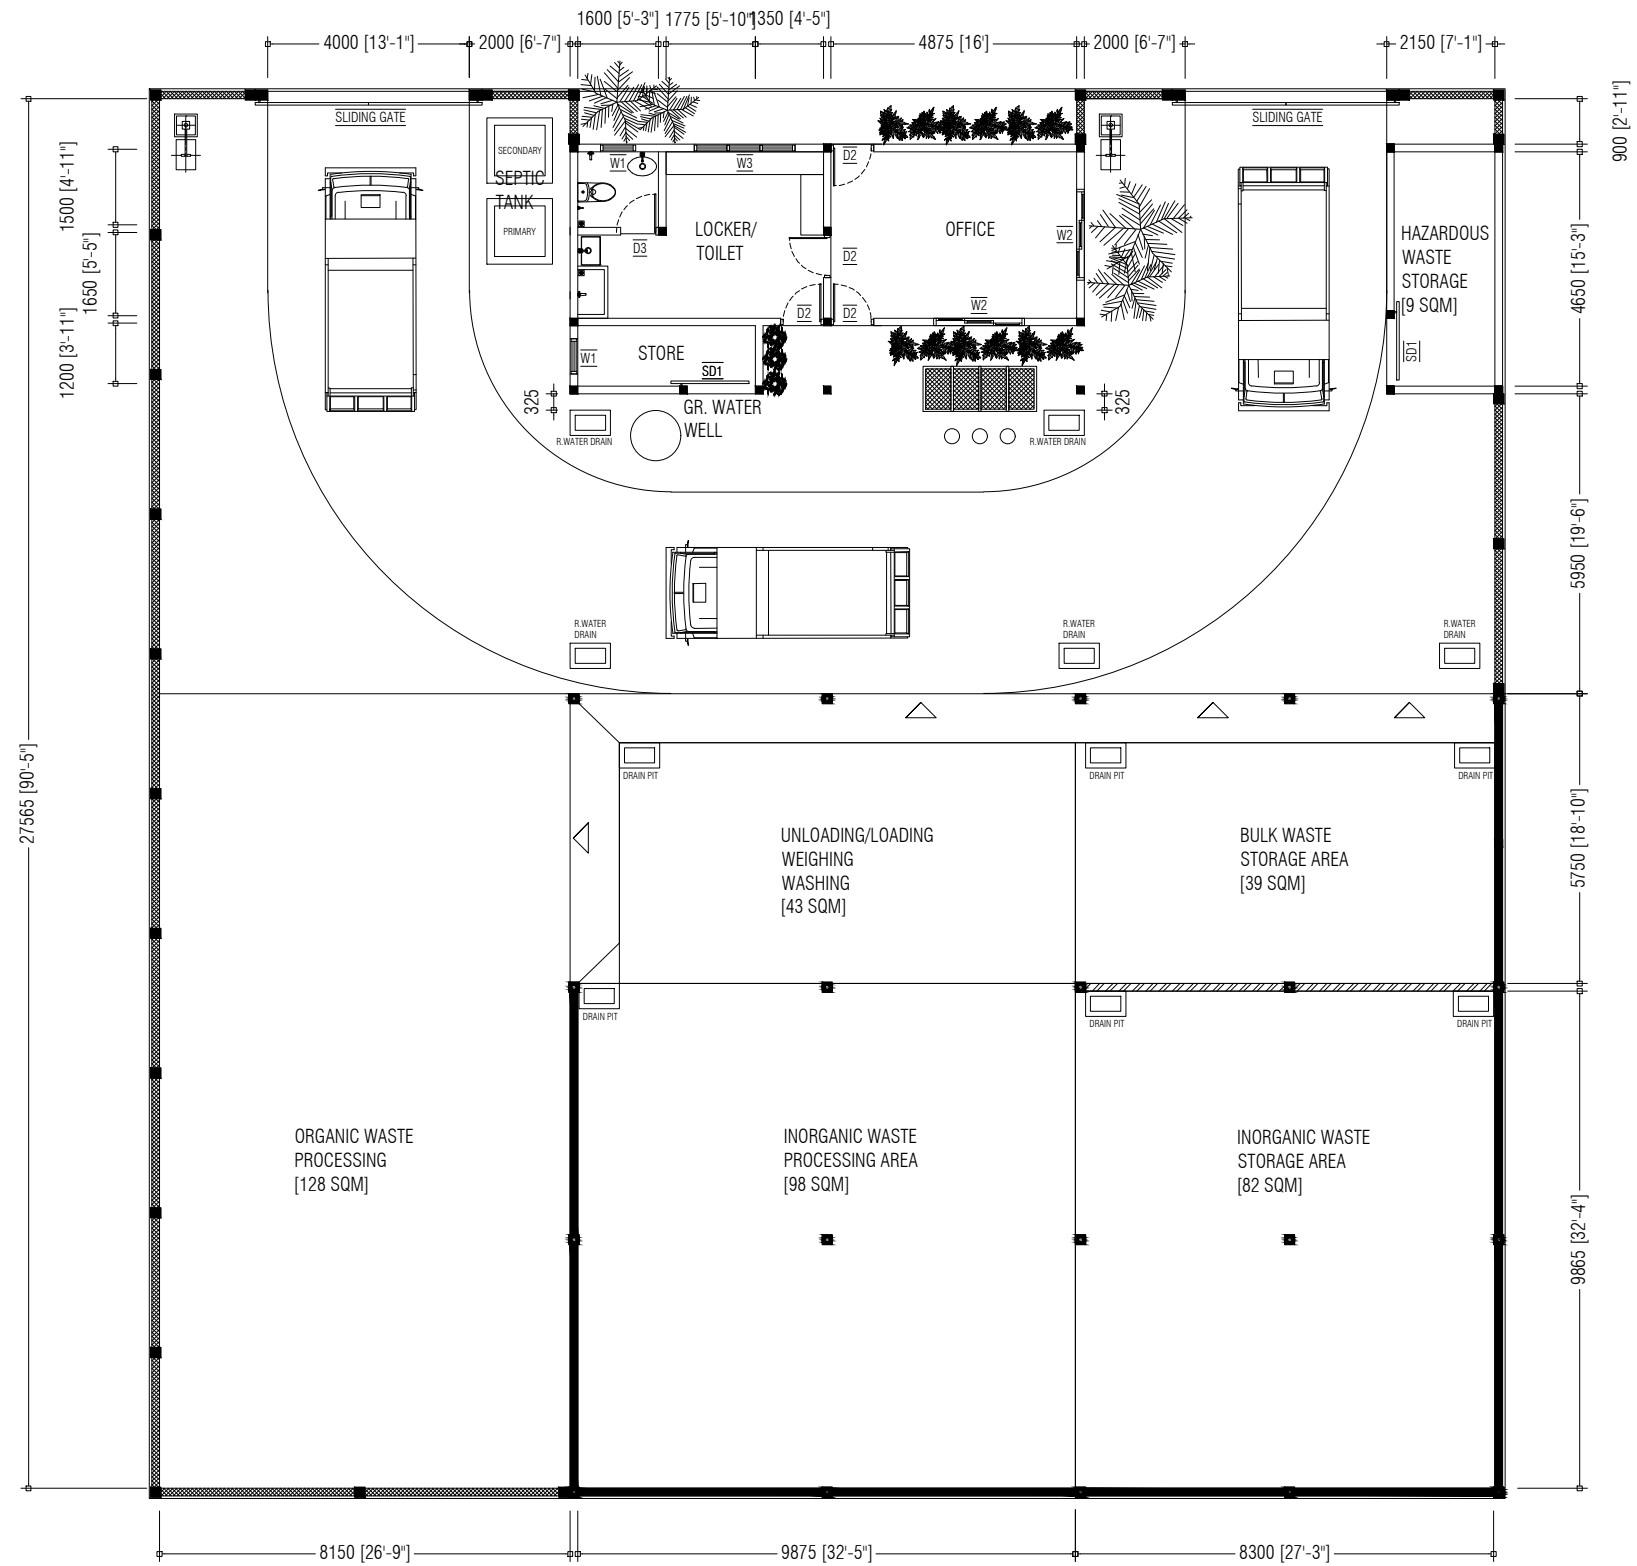 1600 [5'-3"] 1775 [5'-10"] 1350 [4'-5"]
4000 [13'-1"] 2000 [6'-7"] 4875 [16'] 2000 [6'-7"] 2150 [7'-1"]
900 [2'-11"]
SLIDING GATE
SLIDING GATE
1500 [4'-11"]
1650 [5'-5"]
1200 [3'-11"]
SECONDARY
SEPTIC
TANK
PRIMARY
W1
W3
D2
D3
LOCKER/
TOILET
D2
OFFICE
W2
W2
D2
D2
HAZARDOUS
WASTE
STORAGE
[9 SQM]
SD1
4650 [15'-3"]
W1
STORE
SD1
GR. WATER
WELL
325
325
R.WATER DRAIN
R.WATER DRAIN
5950 [19'-6"]
R.WATER
DRAIN
R.WATER
DRAIN
R.WATER
DRAIN
27565 [90'-5"]
DRAIN PIT
DRAIN PIT
DRAIN PIT
UNLOADING/LOADING
WEIGHING
WASHING
[43 SQM]
BULK WASTE
STORAGE AREA
[39 SQM]
5750 [18'-10"]
DRAIN PIT
DRAIN PIT
DRAIN PIT
ORGANIC WASTE
PROCESSING
[128 SQM]
INORGANIC WASTE
PROCESSING AREA
[98 SQM]
INORGANIC WASTE
STORAGE AREA
[82 SQM]
9865 [32'-4"]
8150 [26'-9"] 9875 [32'-5"] 8300 [27'-3"]